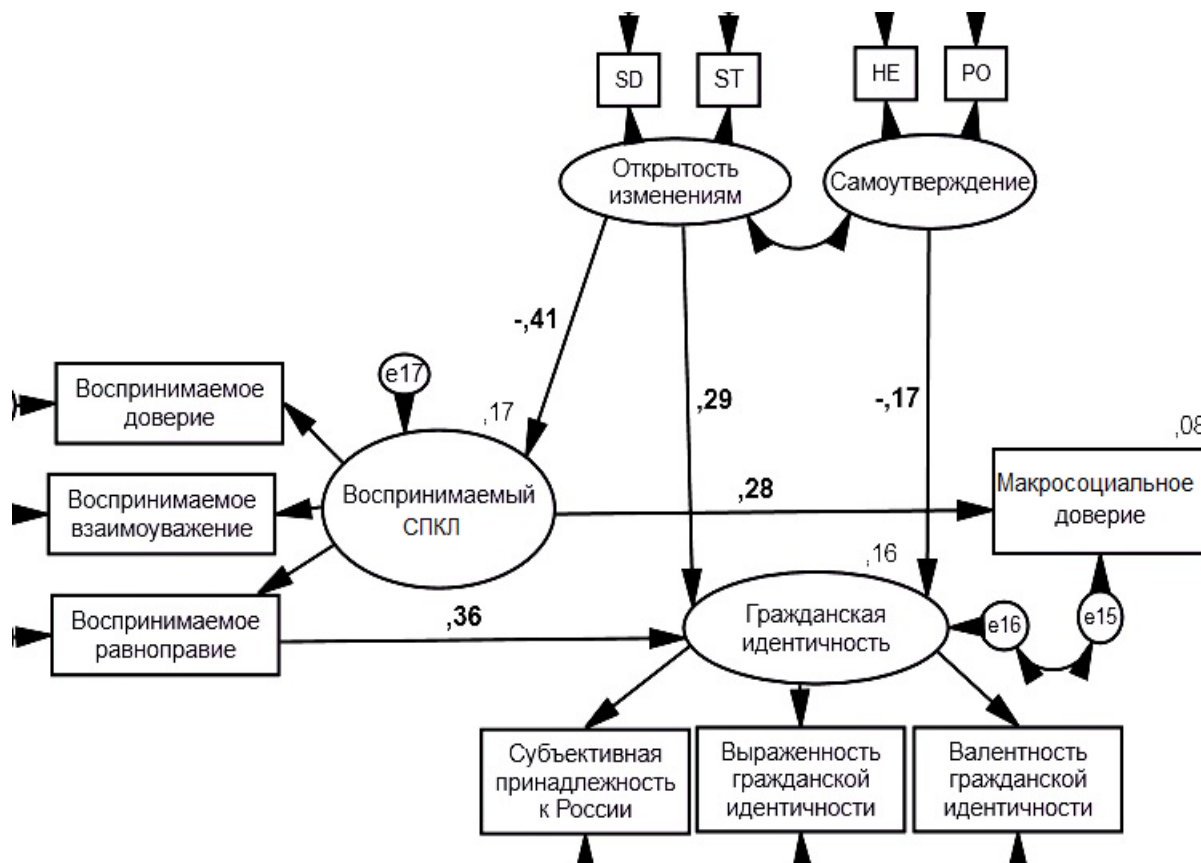 SD
ST
HE
PO
Открытость
изменениям
Самоутверждение
-,41
,29
-,17
e17
,17
,08
Воспринимаемое
доверие
Воспринимаемое
взаимоуважение
Воспринимаемое
равноправие
Воспринимаемый
СПКЛ
,28
Макросоциальное
доверие
,36
,16
Гражданская
идентичность
e16
e15
Субъективная
принадлежность
к России
Выраженность
гражданской
идентичности
Валентность
гражданской
идентичности